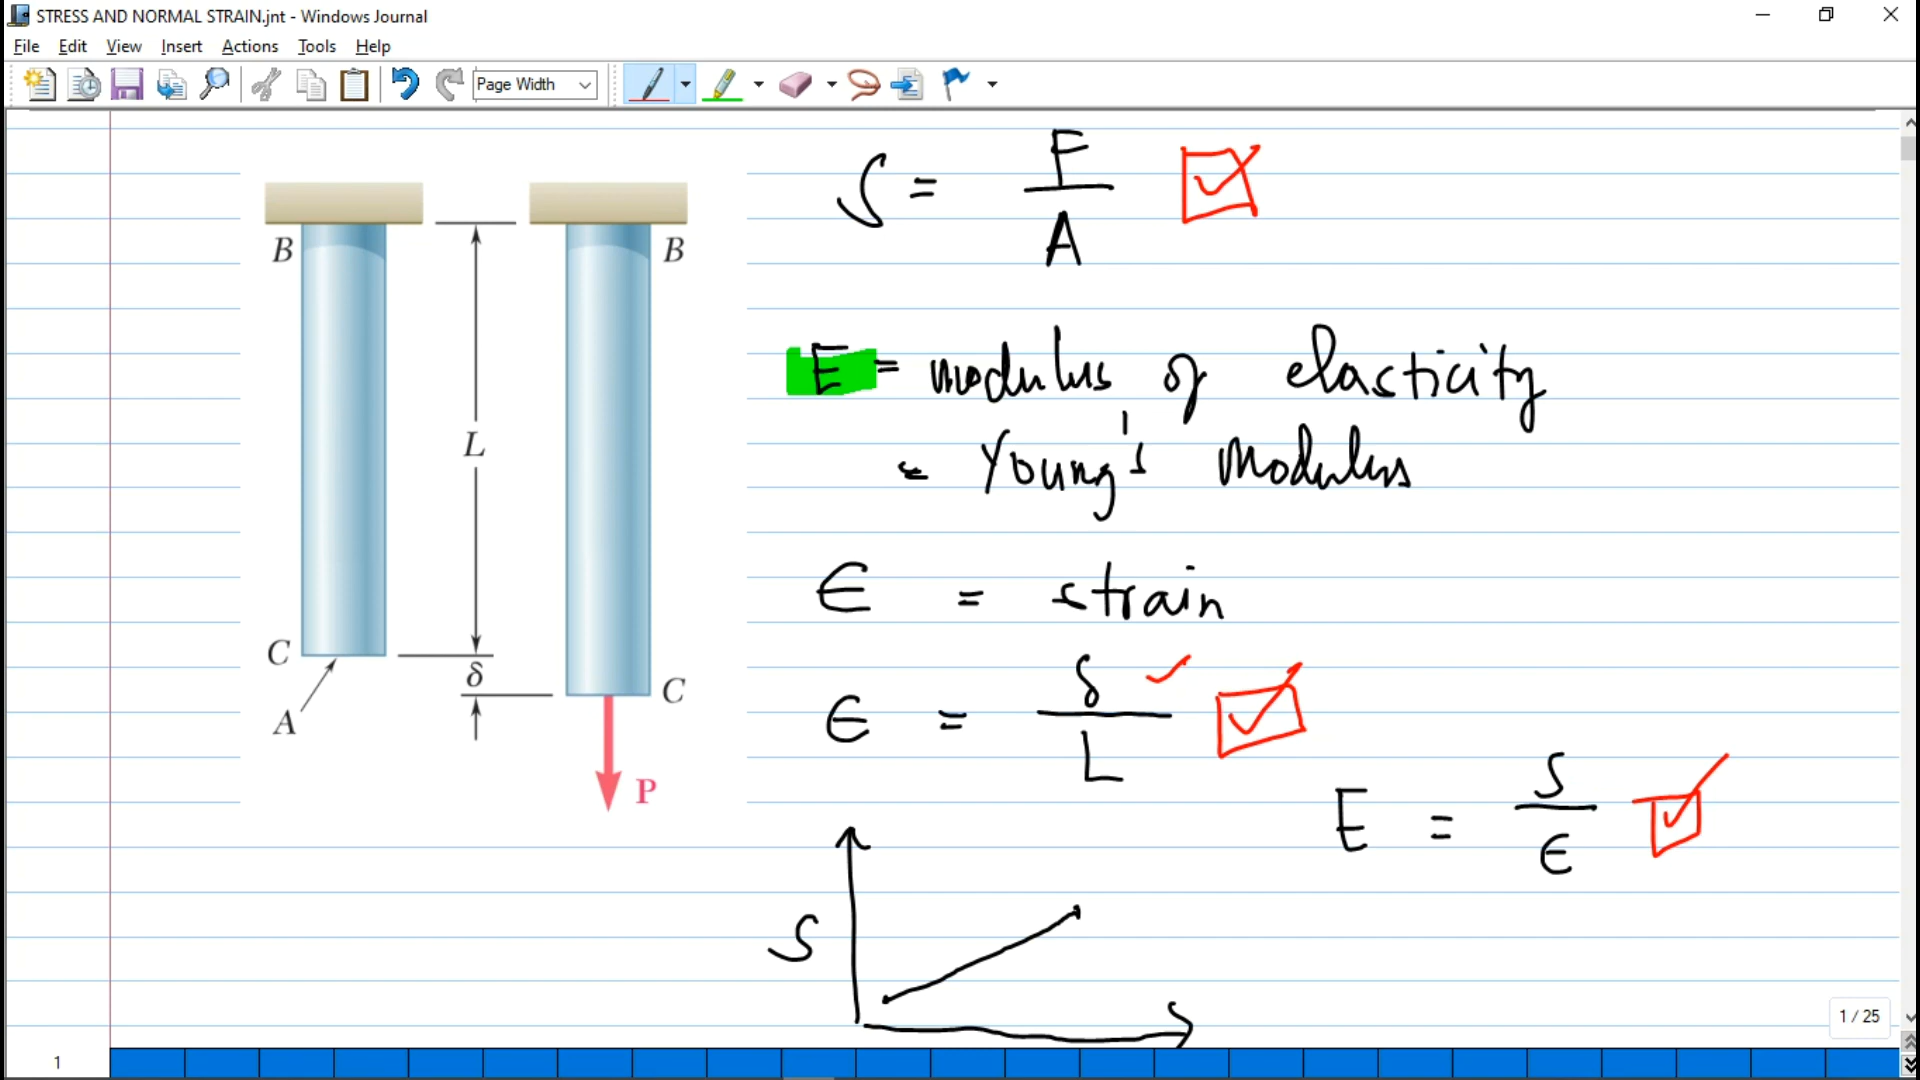 STRESS AND NORMAL STRAIN.jnt - Windows Journal
File Edit View Insert Actions Tools Help
Page Width
B
B
L
C
δ
C
A
P
S = F / A
E = modulus of elasticity
= Young's Modulus
ϵ = strain
ϵ = δ / L
E = S / ϵ
S
1 / 25
1